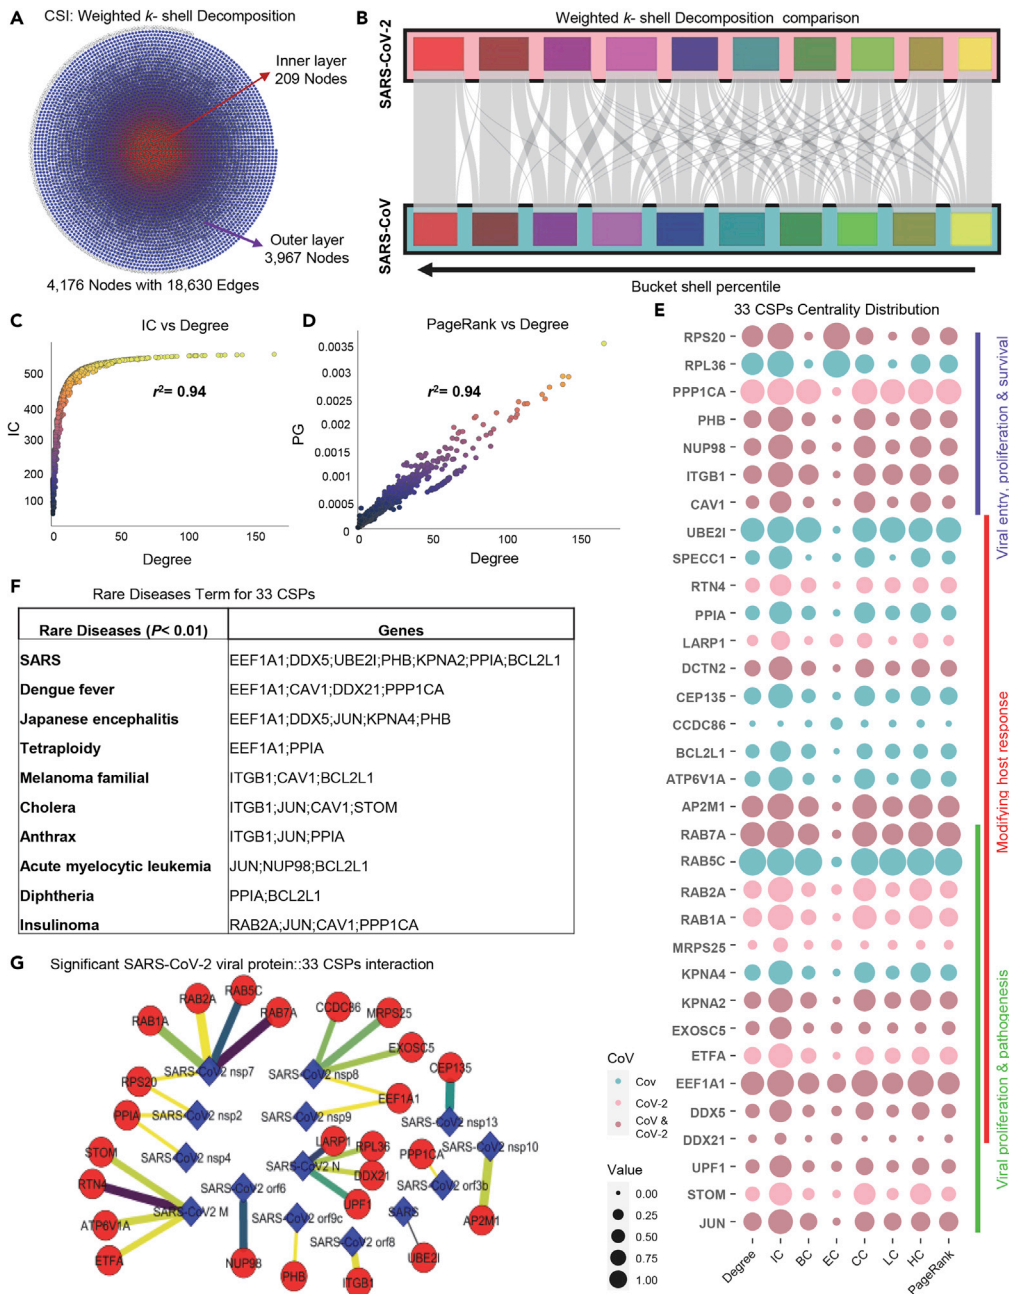 A
CSI: Weighted k- shell Decomposition
Inner layer
209 Nodes
Outer layer
3,967 Nodes
4,176 Nodes with 18,630 Edges
B
Weighted k- shell Decomposition comparison
SARS-CoV-2
SARS-CoV
Bucket shell percentile
C
IC vs Degree
r²= 0.94
IC
500
400
300
200
100
0
50
100
150
Degree
D
PageRank vs Degree
r²= 0.94
PG
0.0035
0.003
0.0025
0.002
0.0015
0.001
0.0005
0
0
50
100
150
Degree
E
33 CSPs Centrality Distribution
RPS20
RPL36
PPP1CA
PHB
NUP98
ITGB1
CAV1
UBE2I
SPECC1
RTN4
PPIA
LARP1
DCTN2
CEP135
CCDC86
BCL2L1
ATP6V1A
AP2M1
RAB7A
RAB5C
RAB2A
RAB1A
MRPS25
KPNA4
KPNA2
EXOSC5
ETFA
EEF1A1
DDX5
DDX21
UPF1
STOM
JUN
Degree
IC
BC
EC
CC
LC
HC
PageRank
Viral entry, proliferation & survival
Modifying host response
Viral proliferation & pathogenesis
CoV
Cov
CoV-2
CoV &
CoV-2
Value
0.00
0.25
0.50
0.75
1.00
F
Rare Diseases Term for 33 CSPs
Rare Diseases (P< 0.01) Genes
SARS EEF1A1;DDX5;UBE2I;PHB;KPNA2;PPIA;BCL2L1
Dengue fever EEF1A1;CAV1;DDX21;PPP1CA
Japanese encephalitis EEF1A1;DDX5;JUN;KPNA4;PHB
Tetraploidy EEF1A1;PPIA
Melanoma familial ITGB1;CAV1;BCL2L1
Cholera ITGB1;JUN;CAV1;STOM
Anthrax ITGB1;JUN;PPIA
Acute myelocytic leukemia JUN;NUP98;BCL2L1
Diphtheria PPIA;BCL2L1
Insulinoma RAB2A;JUN;CAV1;PPP1CA
G
Significant SARS-CoV-2 viral protein::33 CSPs interaction
RAB1A
RAB2A
RAB5C
RAB7A
CCDC86
MRPS25
EXOSC5
CEP135
SARS-CoV2 nsp7
SARS-CoV2 nsp8
RPS20
EEF1A1
PPIA
SARS-CoV2 nsp2
SARS-CoV2 nsp9
SARS-CoV2 nsp13
SARS-CoV2 nsp4
LARP1
RPL36
PPP1CA
SARS-CoV2 nsp10
STOM
SARS-CoV2 N
DDX21
RTN4
SARS-CoV2 orf6
SARS-CoV2 orf3b
UPF1
SARS-CoV2 M
SARS-CoV2 orf9c
SARS
AP2M1
ATP6V1A
SARS-CoV2 orf8
ETFA
NUP98
PHB
ITGB1
UBE2I